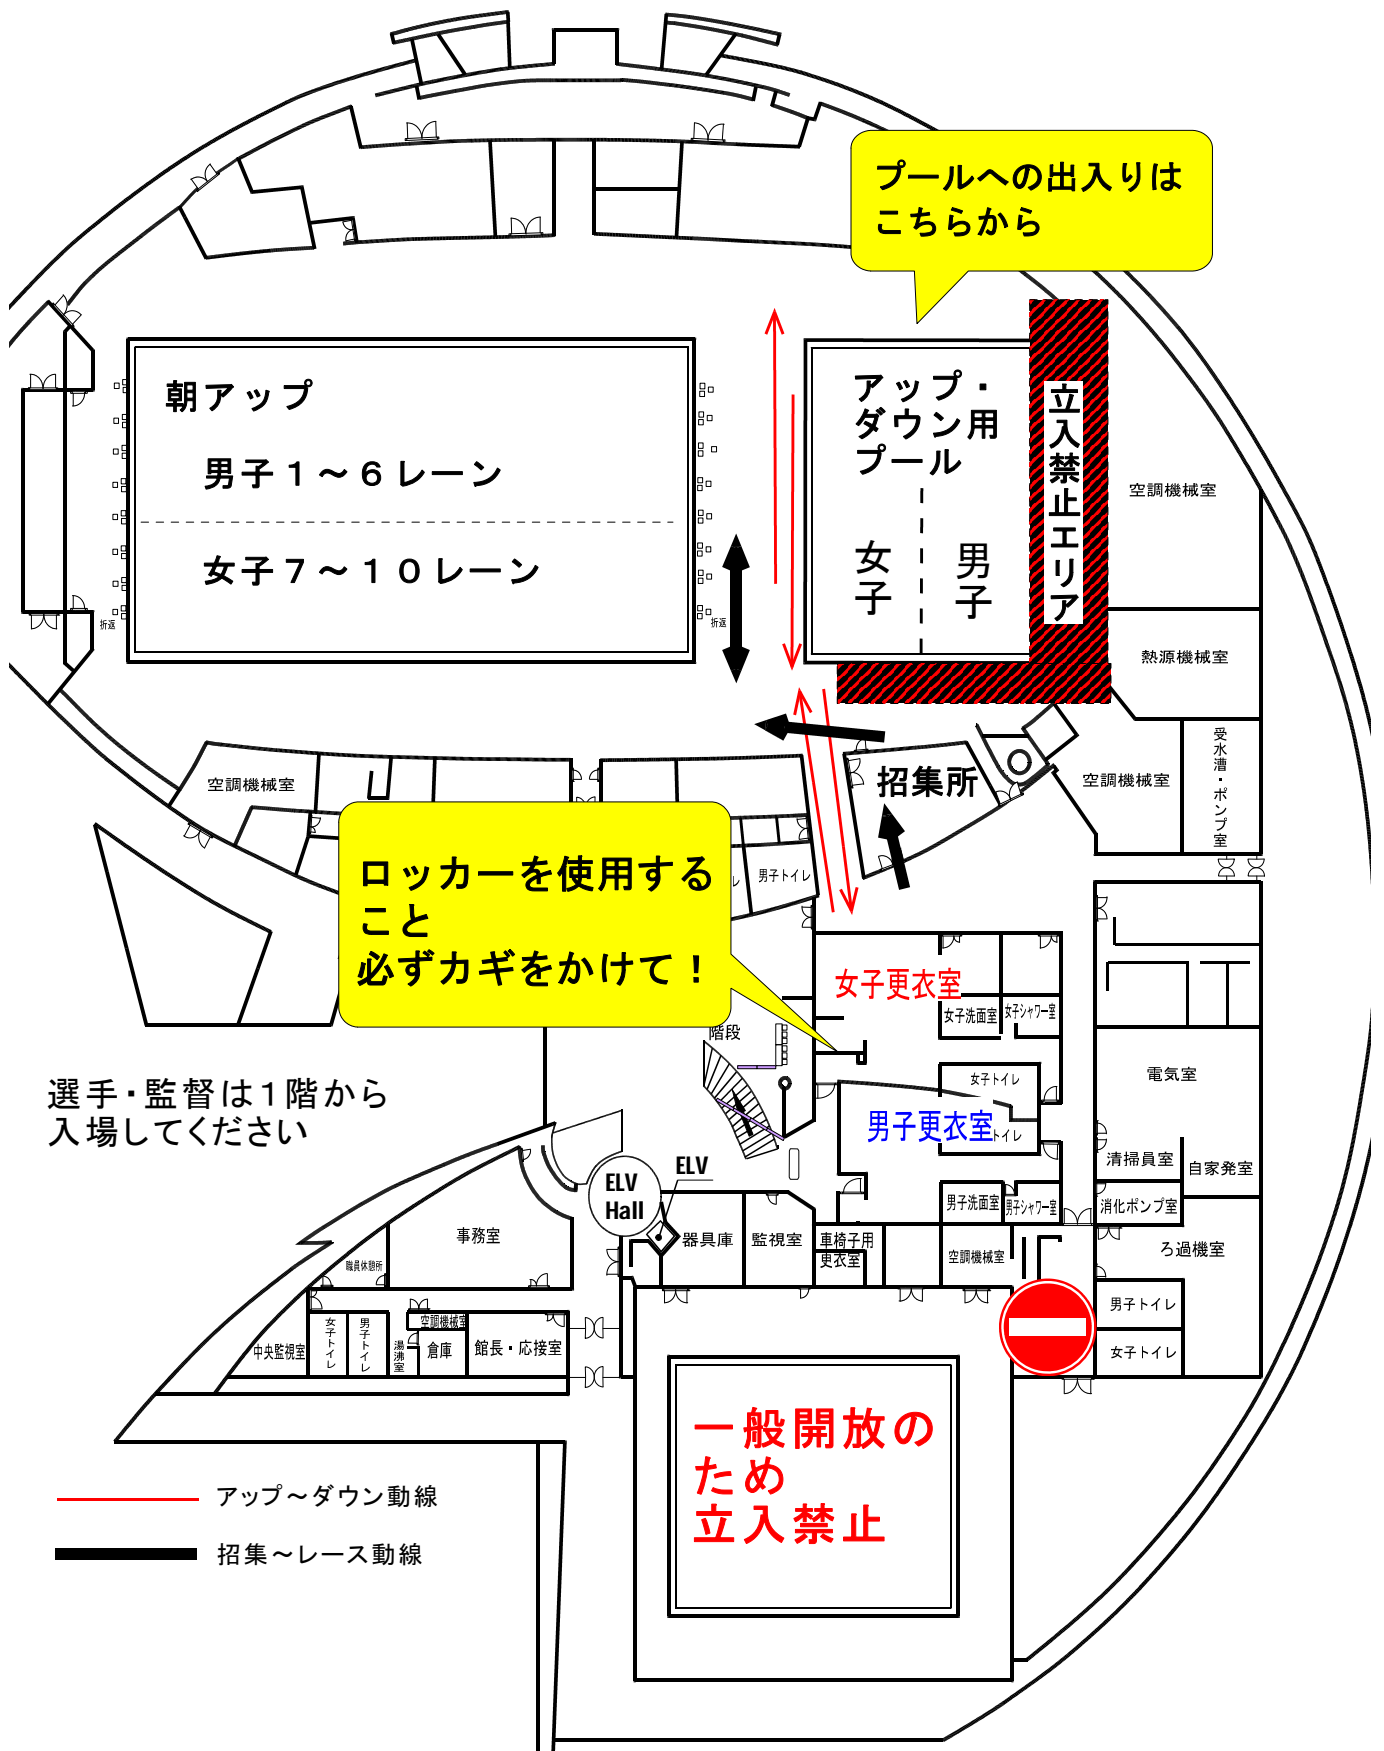 プールへの出入りは
こちらから
朝アップ
男子１～６レーン
女子７～１０レーン
折返
折返
アップ・
ダウン用
プール
女子
男子
立入禁止エリア
空調機械室
熱源機械室
受水漕・ポンプ室
空調機械室
空調機械室
招集所
ロッカーを使用する
こと
必ずカギをかけて！
男子トイレ
女子更衣室
女子洗面室
女子シャワー室
階段
女子トイレ
男子更衣室
トイレ
電気室
選手・監督は１階から
入場してください
清掃員室
自家発室
ELV
ELV
Hall
男子洗面室
男子シャワー室
消化ポンプ室
事務室
器具庫
監視室
車椅子用
更衣室
空調機械室
ろ過機室
職員休憩所
男子トイレ
女子トイレ
中央監視室
女子トイレ
男子トイレ
湯沸室
空調機械室
倉庫
館長・応接室
一般開放の
ため
立入禁止
アップ～ダウン動線
招集～レース動線